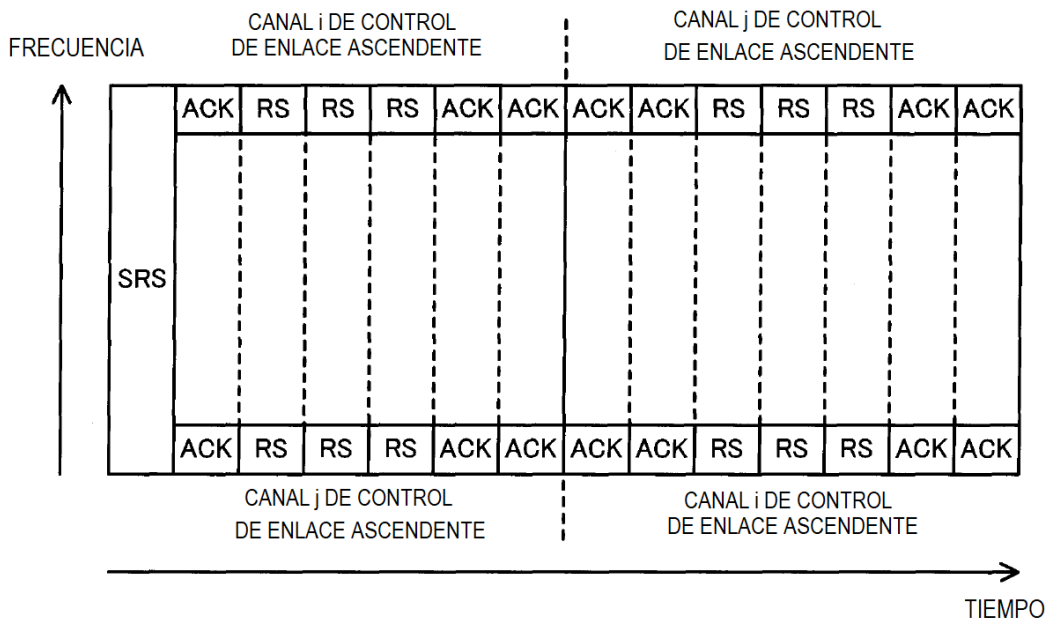 CANAL i DE CONTROL
DE ENLACE ASCENDENTE
CANAL j DE CONTROL
DE ENLACE ASCENDENTE
FRECUENCIA
ACK RS RS RS ACK ACK ACK ACK RS RS RS ACK ACK
SRS
ACK RS RS RS ACK ACK ACK ACK RS RS RS ACK ACK
CANAL j DE CONTROL
DE ENLACE ASCENDENTE
CANAL i DE CONTROL
DE ENLACE ASCENDENTE
TIEMPO